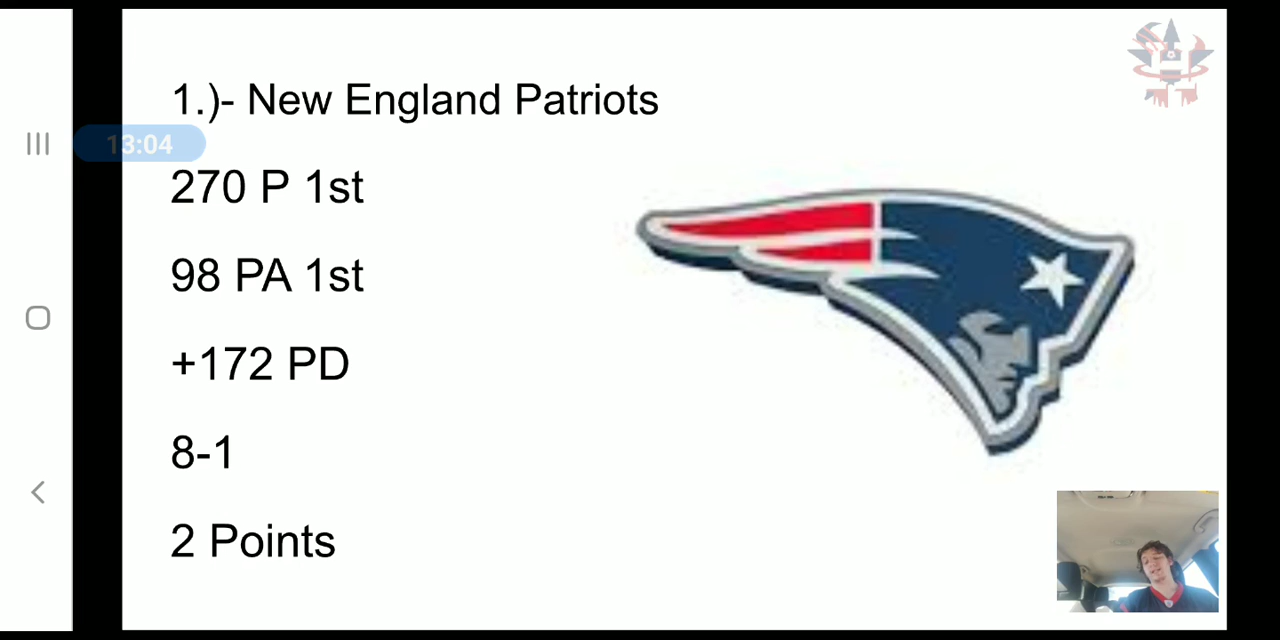 1.)- New England Patriots
13:04
270 P 1st
98 PA 1st
+172 PD
8-1
2 Points